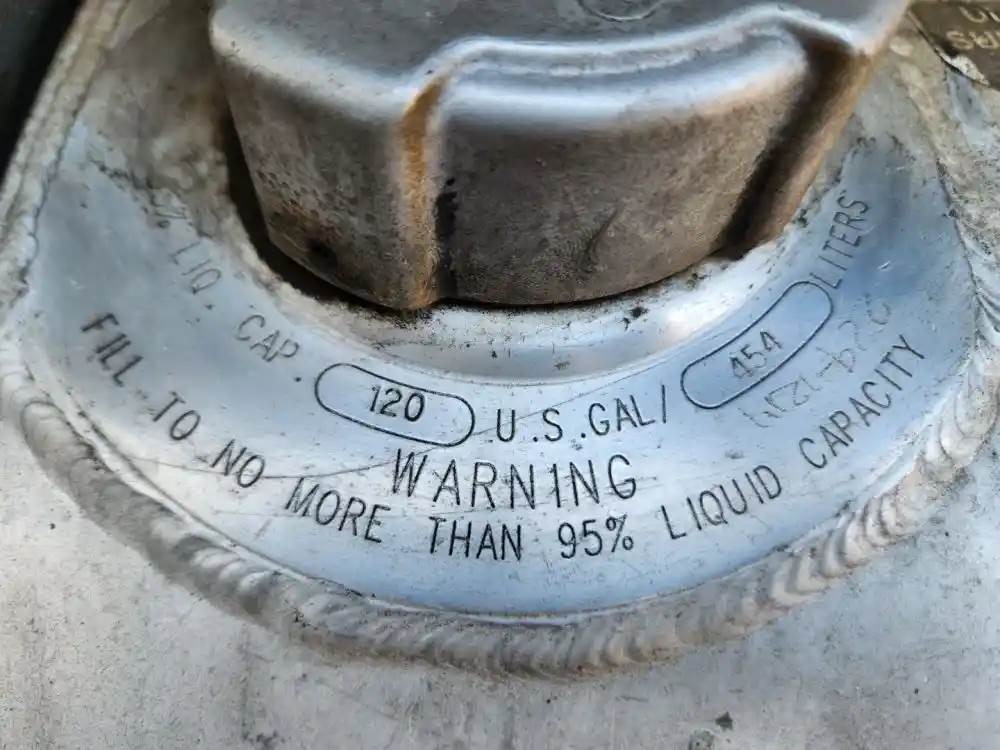 LIQ. CAP. 120 U.S. GAL/ 454 LITERS
WARNING
FILL TO NO MORE THAN 95% LIQUID CAPACITY